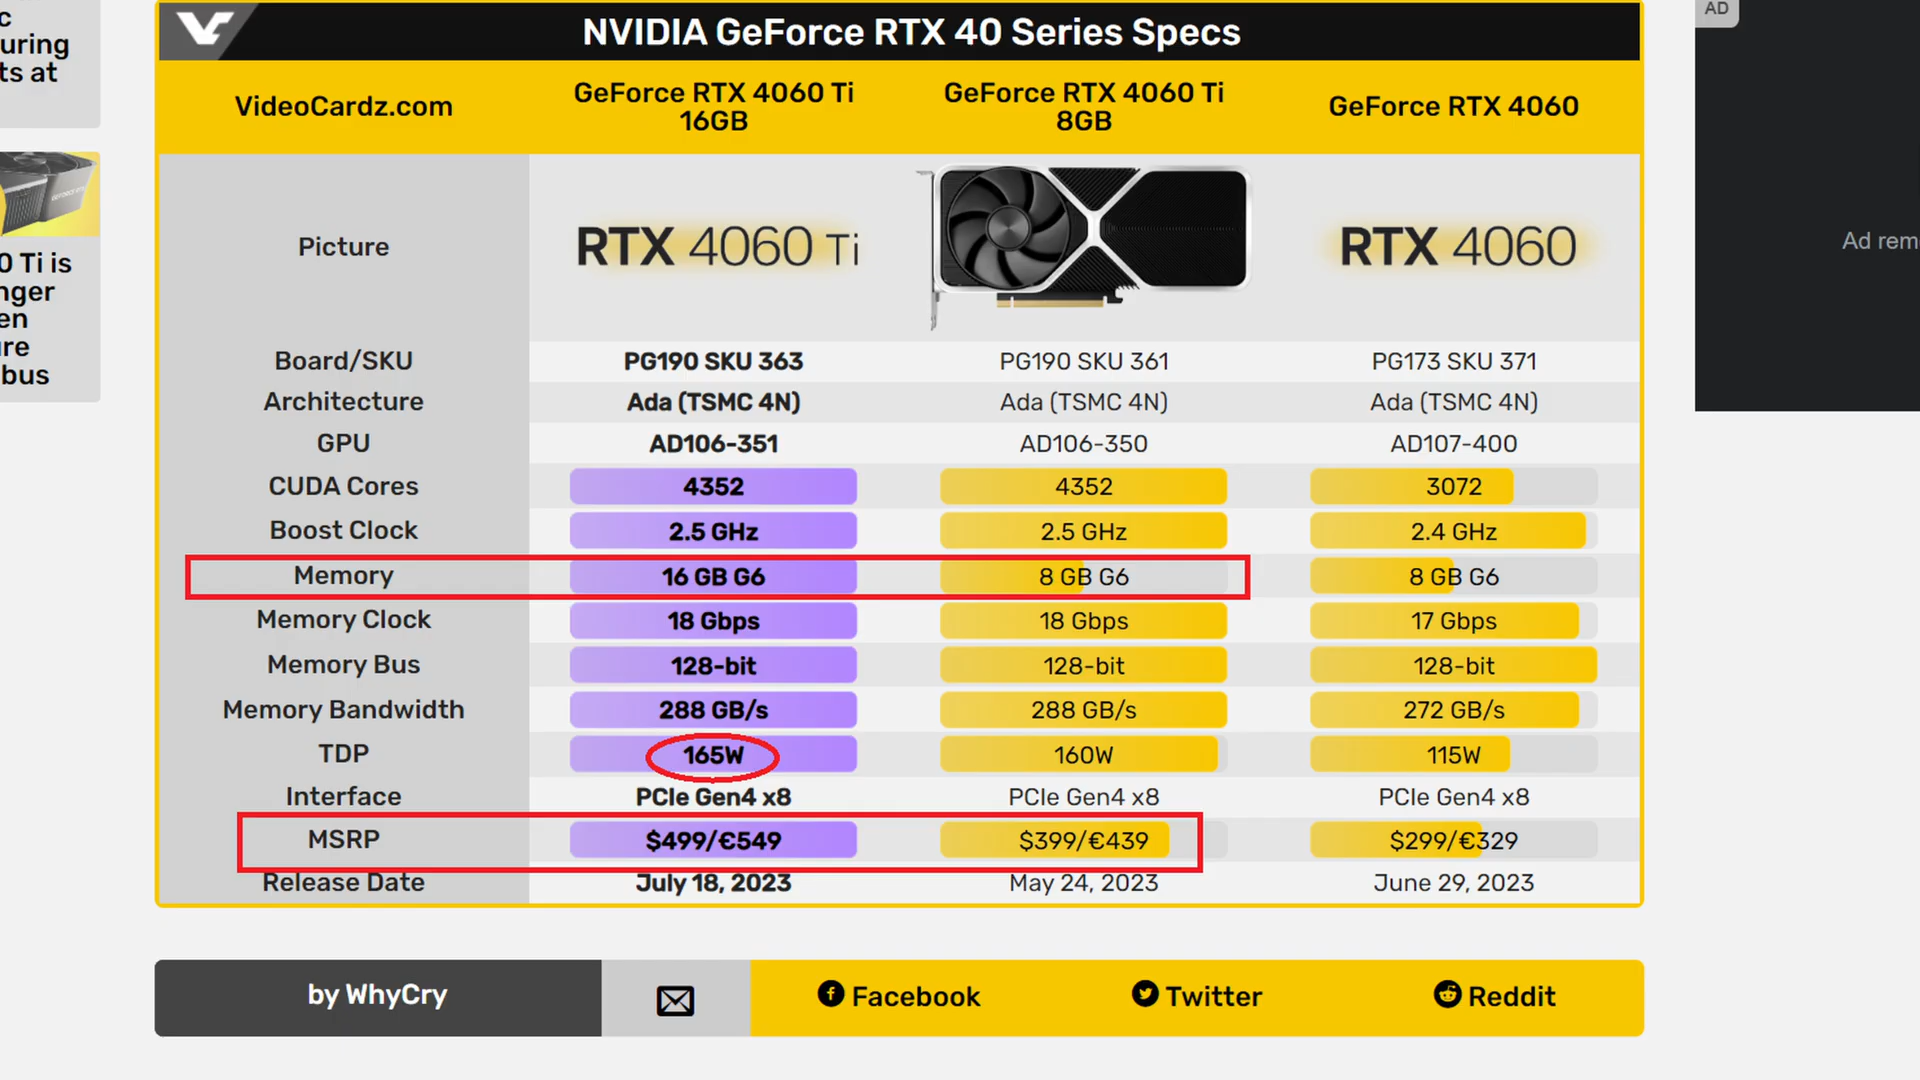 c
uring
ts at
0 Ti is
nger
en
ure
bus
NVIDIA GeForce RTX 40 Series Specs
VideoCardz.com
GeForce RTX 4060 Ti
16GB
GeForce RTX 4060 Ti
8GB
GeForce RTX 4060
Picture
RTX 4060 Ti
RTX 4060
Board/SKU PG190 SKU 363 PG190 SKU 361 PG173 SKU 371
Architecture Ada (TSMC 4N) Ada (TSMC 4N) Ada (TSMC 4N)
GPU AD106-351 AD106-350 AD107-400
CUDA Cores 4352 4352 3072
Boost Clock 2.5 GHz 2.5 GHz 2.4 GHz
Memory 16 GB G6 8 GB G6 8 GB G6
Memory Clock 18 Gbps 18 Gbps 17 Gbps
Memory Bus 128-bit 128-bit 128-bit
Memory Bandwidth 288 GB/s 288 GB/s 272 GB/s
TDP 165W 160W 115W
Interface PCIe Gen4 x8 PCIe Gen4 x8 PCIe Gen4 x8
MSRP $499/€549 $399/€439 $299/€329
Release Date July 18, 2023 May 24, 2023 June 29, 2023
by WhyCry
Facebook
Twitter
Reddit
AD
Ad rem